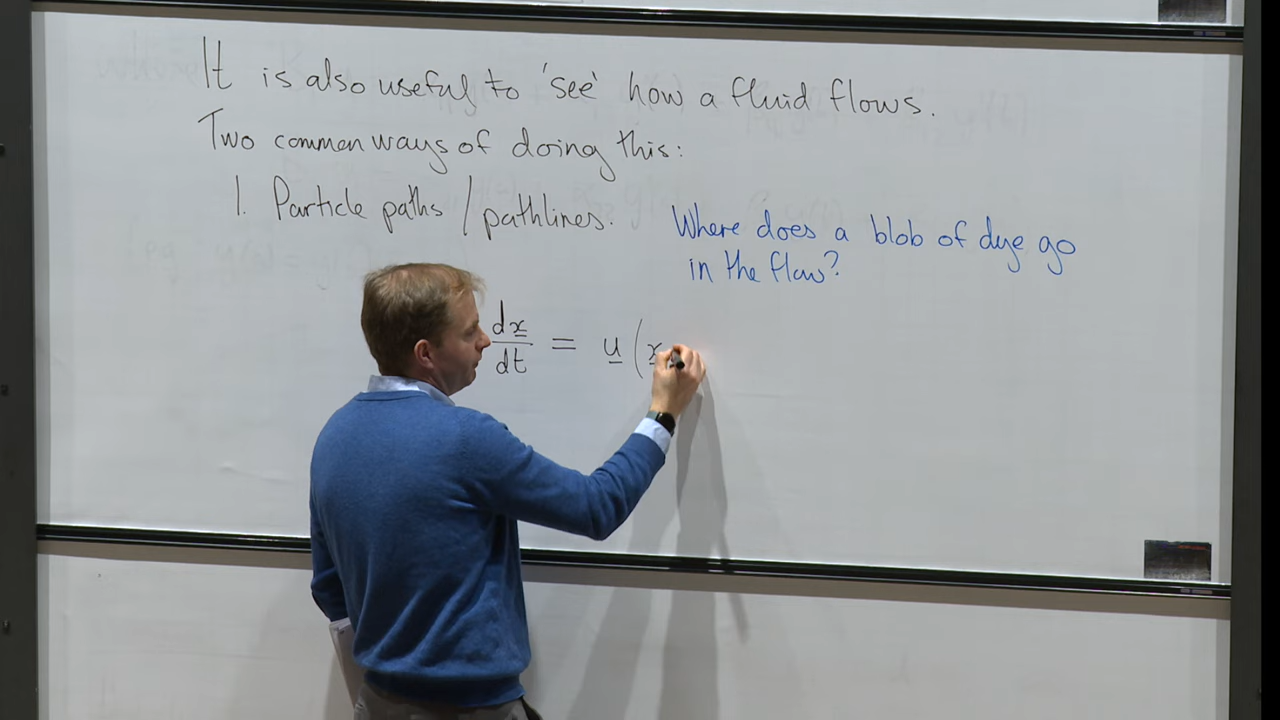 It is also useful to 'see' how a fluid flows.
Two common ways of doing this:
1. Particle paths / pathlines.
Where does a blob of dye go
in the flow?
dx/dt = u(x